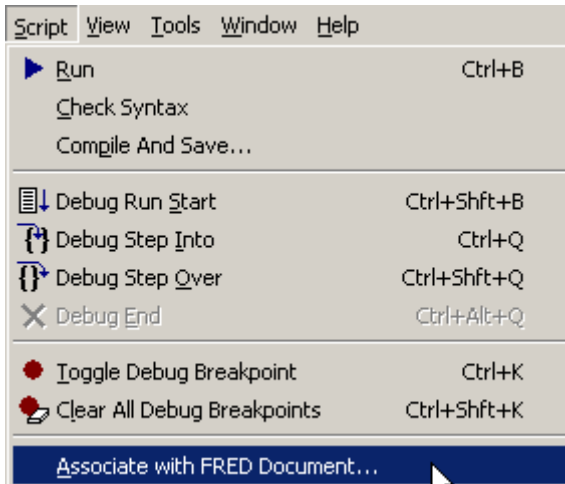 Script View Tools Window Help
Run Ctrl+B
Check Syntax
Compile And Save...
Debug Run Start Ctrl+Shft+B
Debug Step Into Ctrl+Q
Debug Step Over Ctrl+Shft+Q
Debug End Ctrl+Alt+Q
Toggle Debug Breakpoint Ctrl+K
Clear All Debug Breakpoints Ctrl+Shft+K
Associate with FRED Document...